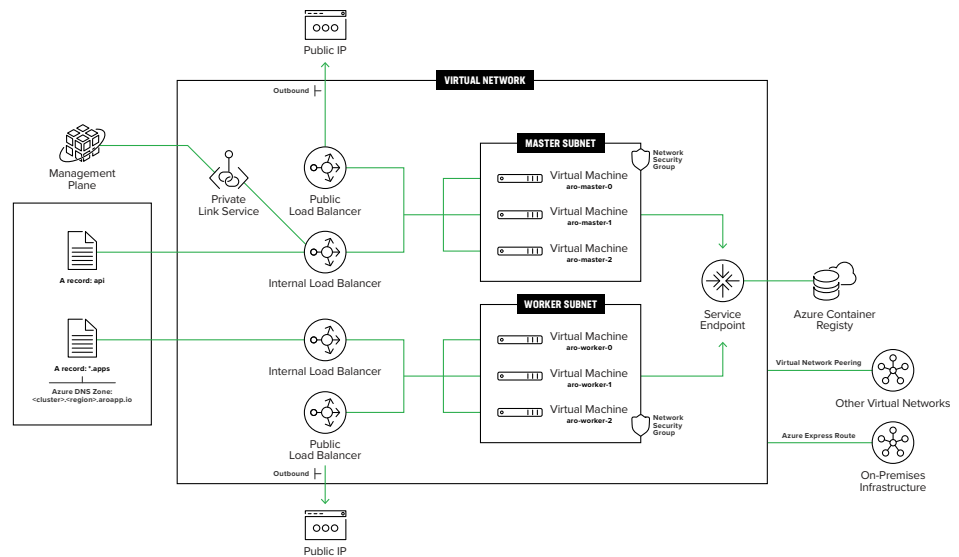 Public IP
Outbound
VIRTUAL NETWORK
Management
Plane
Private
Link Service
Public
Load Balancer
MASTER SUBNET
Network
Security
Group
Virtual Machine
aro-master-0
Virtual Machine
aro-master-1
Virtual Machine
aro-master-2
A record: api
Internal Load Balancer
Service
Endpoint
Azure Container
Registy
WORKER SUBNET
Virtual Machine
aro-worker-0
Virtual Machine
aro-worker-1
Virtual Machine
aro-worker-2
Network
Security
Group
A record: *.apps
Azure DNS Zone:
<cluster>.<region>.aroapp.io
Internal Load Balancer
Public
Load Balancer
Outbound
Public IP
Virtual Network Peering
Other Virtual Networks
Azure Express Route
On-Premises
Infrastructure